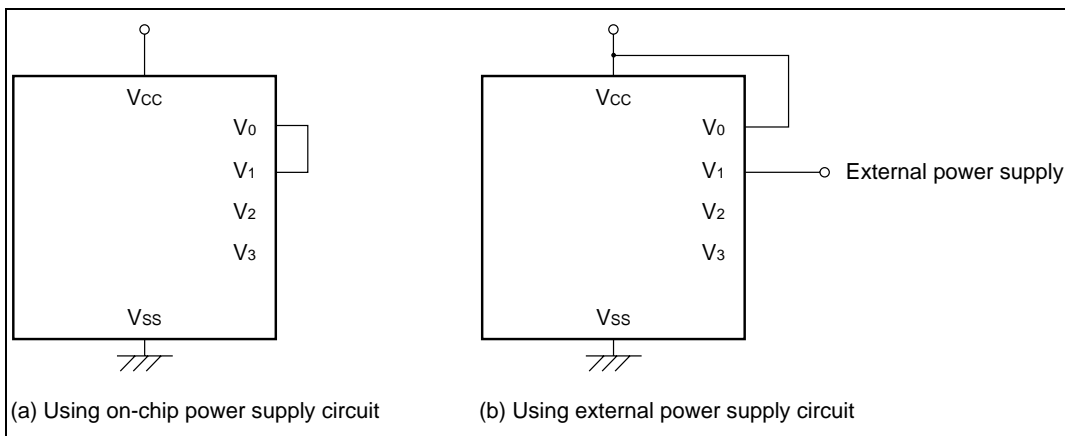 VCC
V0
V1
V2
V3
VSS
(a) Using on-chip power supply circuit
VCC
V0
V1
External power supply
V2
V3
VSS
(b) Using external power supply circuit